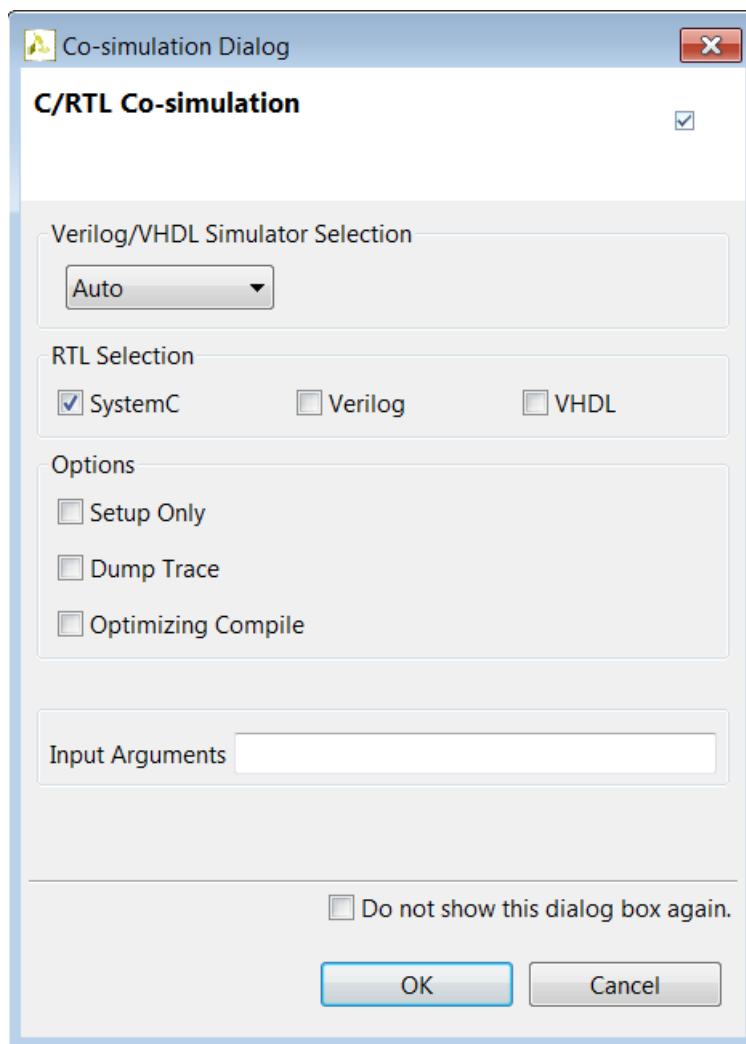 Co-simulation Dialog
C/RTL Co-simulation
Verilog/VHDL Simulator Selection
Auto
RTL Selection
SystemC Verilog VHDL
Options
Setup Only
Dump Trace
Optimizing Compile
Input Arguments
Do not show this dialog box again.
OK Cancel